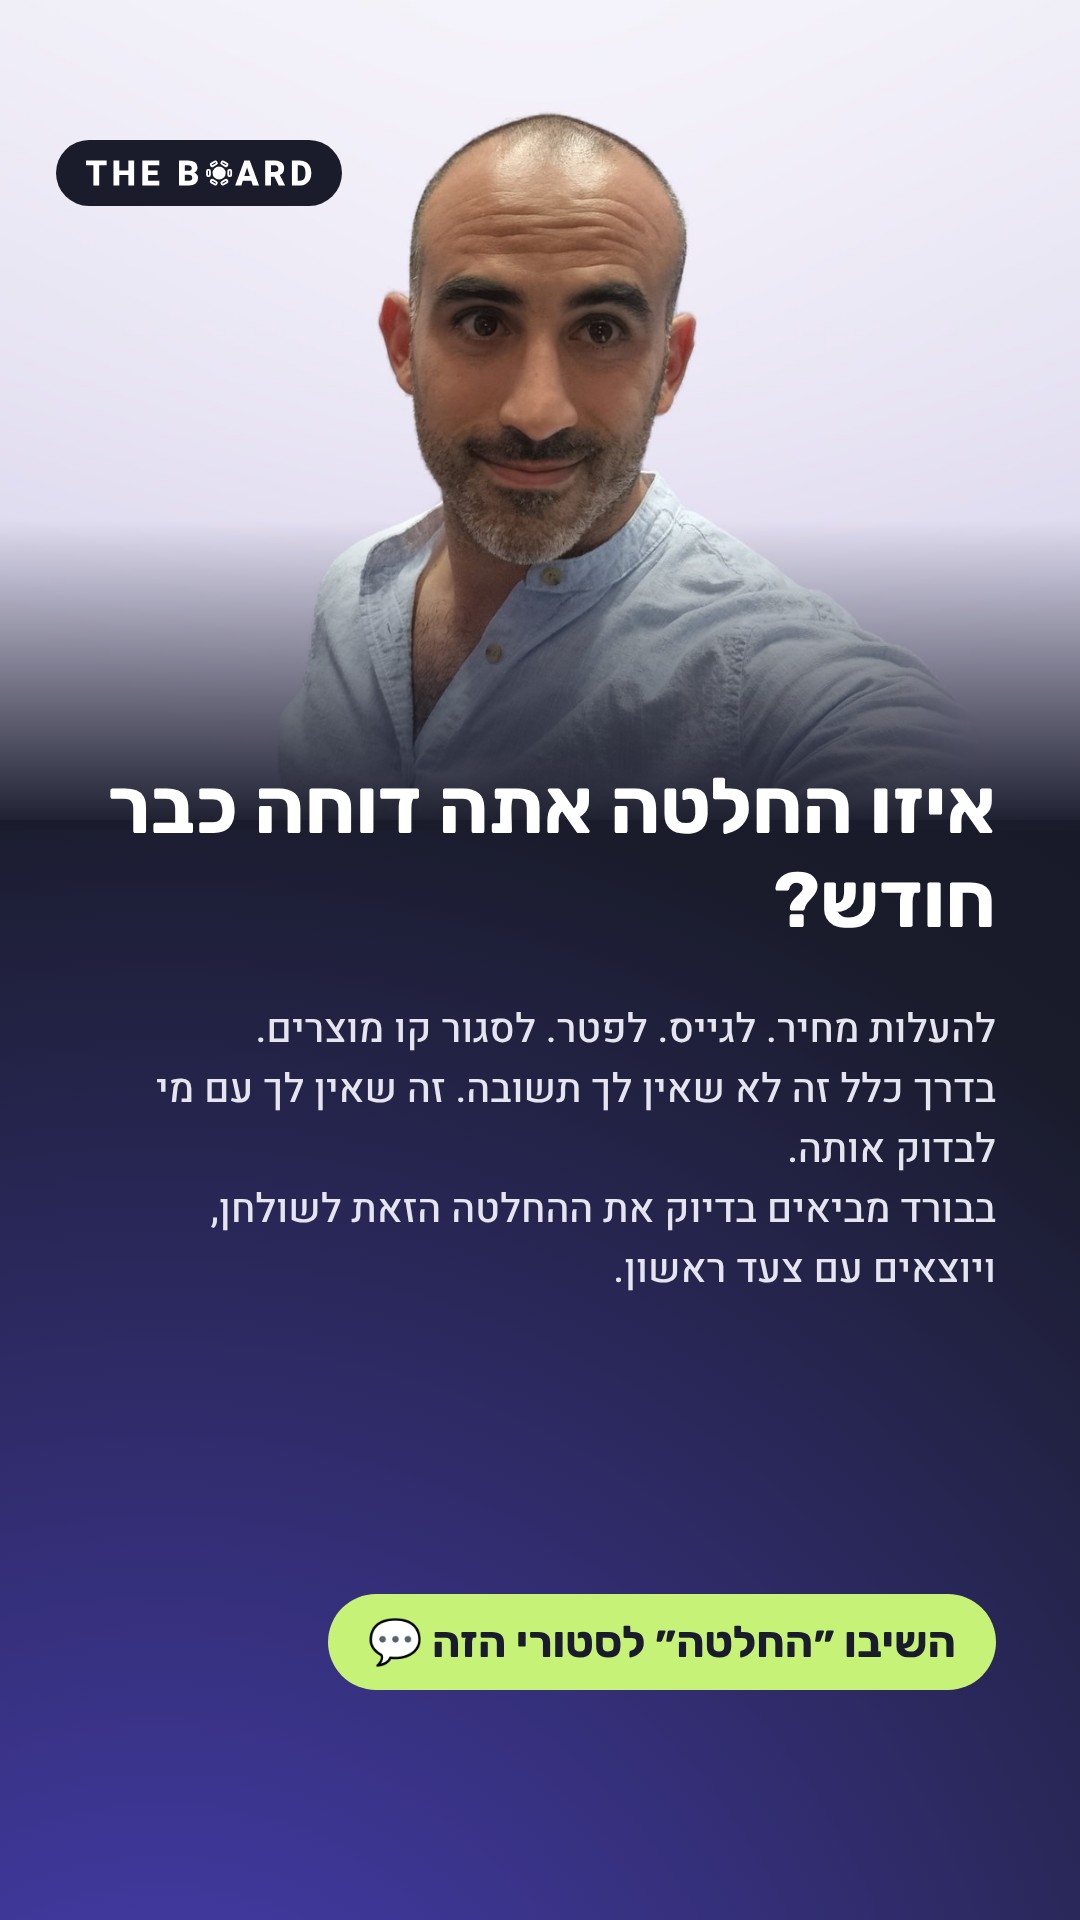 THE BOARD
איזו החלטה אתה דוחה כבר
חודש?
להעלות מחיר. לגייס. לפטר. לסגור קו מוצרים.
בדרך כלל זה לא שאין לך תשובה. זה שאין לך עם מי
לבדוק אותה.
בבורד מביאים בדיוק את ההחלטה הזאת לשולחן,
ויוצאים עם צעד ראשון.
השיבו ״החלטה״ לסטורי הזה 💬